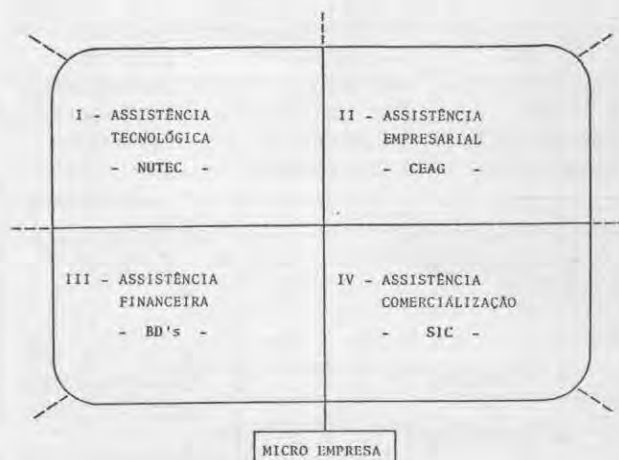 I - ASSISTÊNCIA
TECNOLÓGICA
- NUTEC -
II - ASSISTÊNCIA
EMPRESARIAL
- CEAG -
III - ASSISTÊNCIA
FINANCEIRA
- BD's -
IV - ASSISTÊNCIA
COMERCIALIZAÇÃO
- SIC -
MICRO EMPRESA